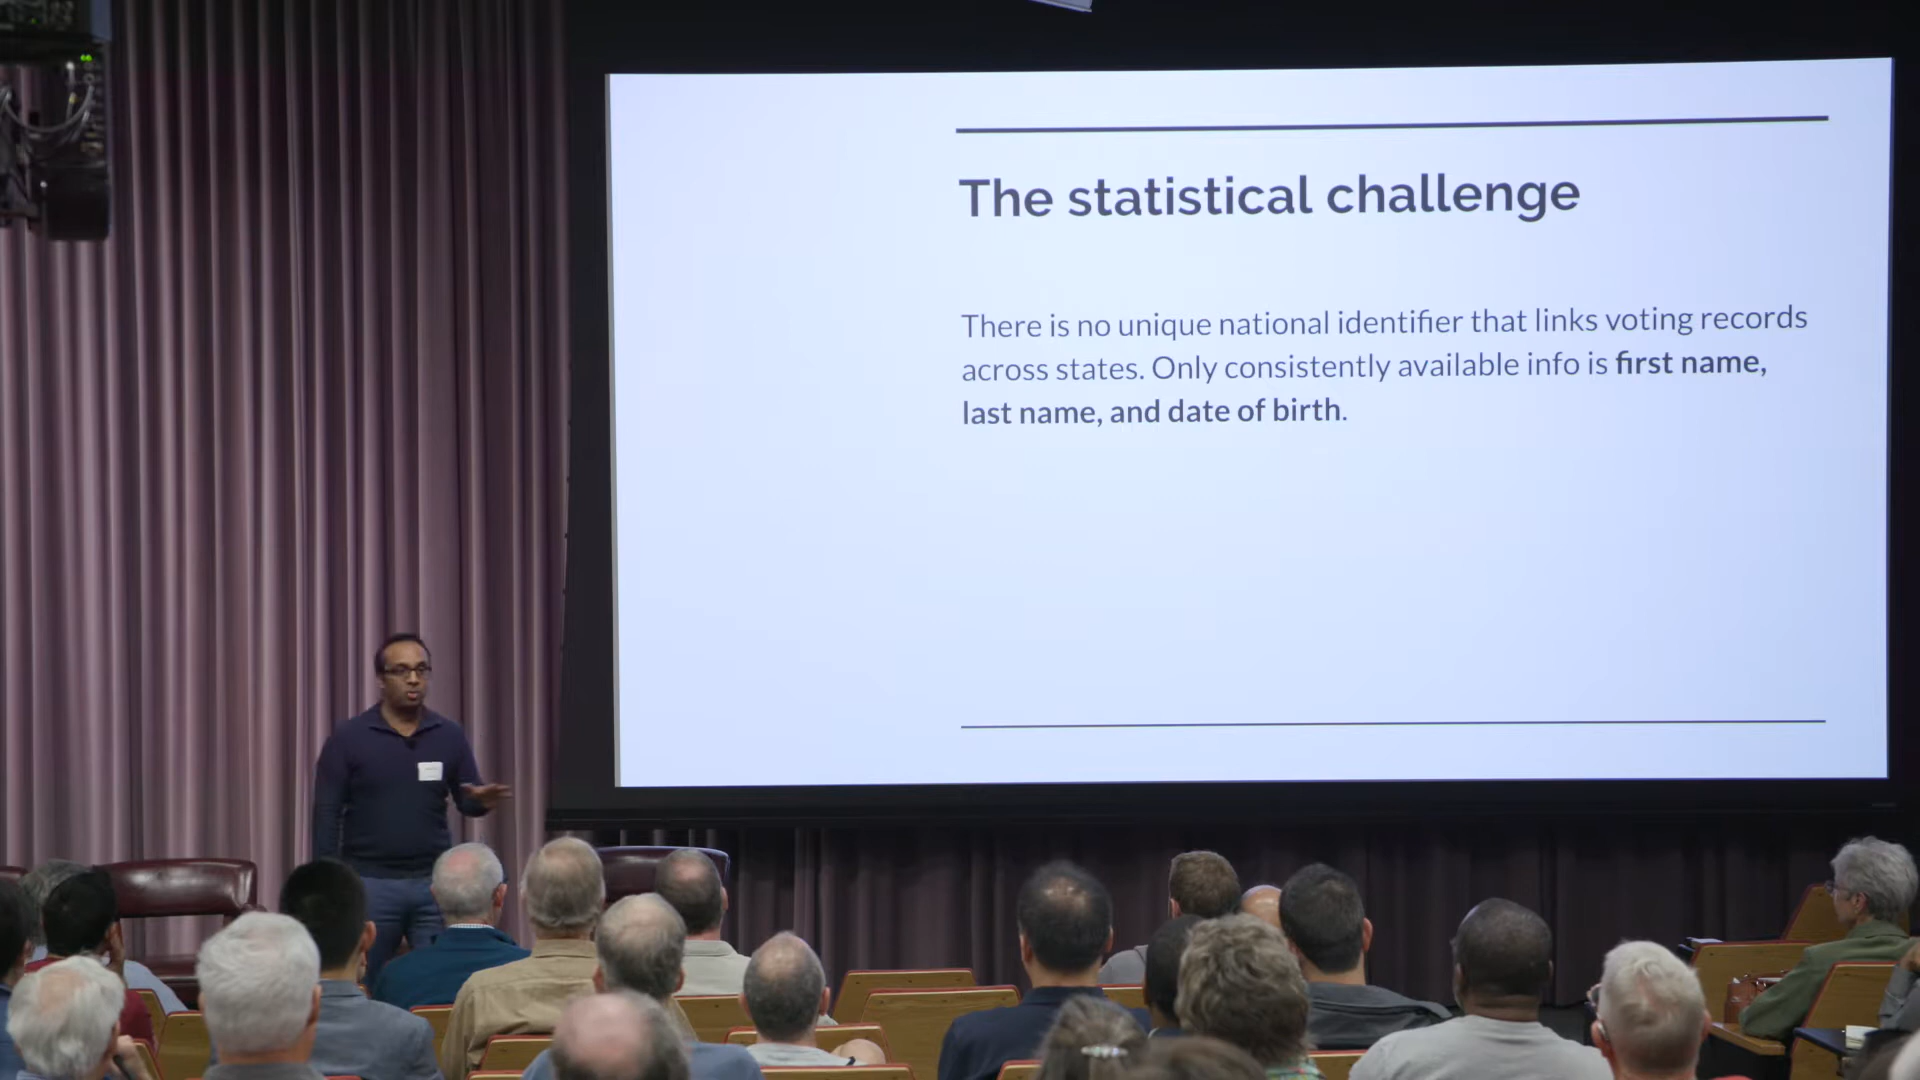 The statistical challenge
There is no unique national identifier that links voting records
across states. Only consistently available info is first name,
last name, and date of birth.